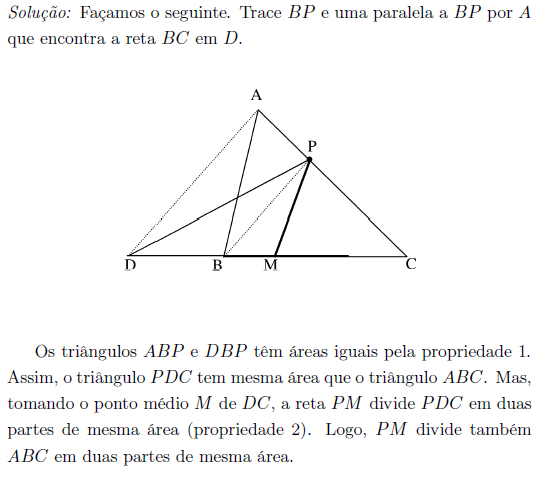 Solução: Façamos o seguinte. Trace BP e uma paralela a BP por A
que encontra a reta BC em D.
A
P
D
B
M
C
Os triângulos ABP e DBP têm áreas iguais pela propriedade 1.
Assim, o triângulo PDC tem mesma área que o triângulo ABC. Mas,
tomando o ponto médio M de DC, a reta PM divide PDC em duas
partes de mesma área (propriedade 2). Logo, PM divide também
ABC em duas partes de mesma área.